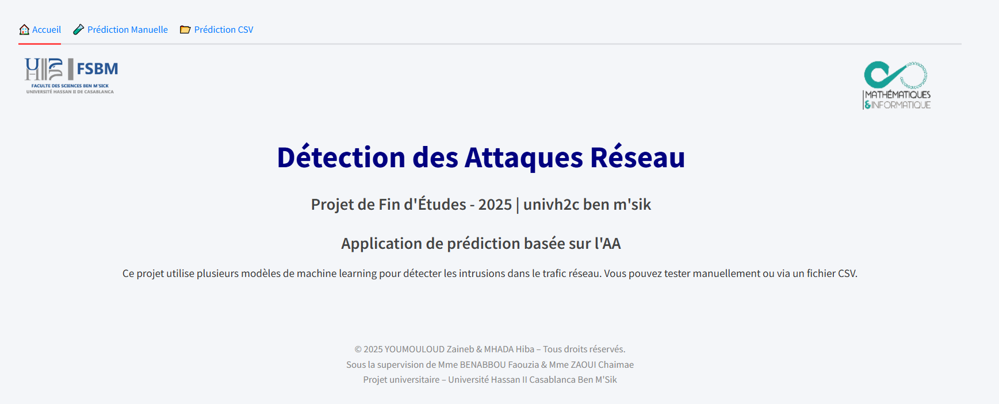 Accueil Prédiction Manuelle Prédiction CSV
UH2C FSBM
FACULTE DES SCIENCES BEN M'SICK
UNIVERSITÉ HASSAN II DE CASABLANCA
MATHÉMATIQUES
&INFORMATIQUE
Détection des Attaques Réseau
Projet de Fin d'Études - 2025 | univh2c ben m'sik
Application de prédiction basée sur l'AA
Ce projet utilise plusieurs modèles de machine learning pour détecter les intrusions dans le trafic réseau. Vous pouvez tester manuellement ou via un fichier CSV.
© 2025 YOUMOULOUD Zaineb & MHADA Hiba – Tous droits réservés.
Sous la supervision de Mme BENABBOU Faouzia & Mme ZAOUI Chaimae
Projet universitaire – Université Hassan II Casablanca Ben M'Sik